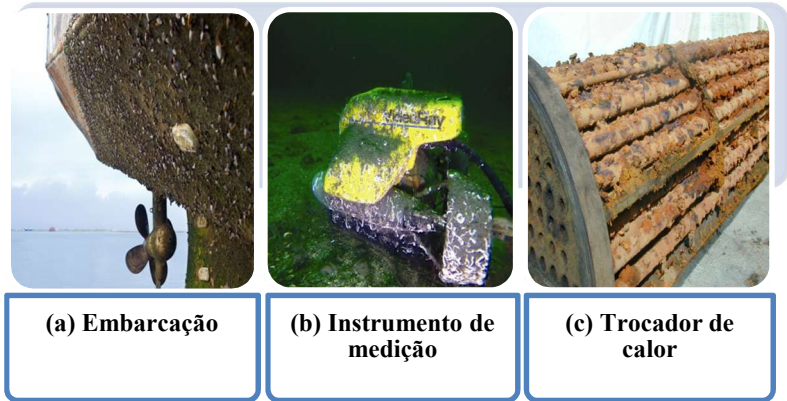 (a) Embarcação
(b) Instrumento de
medição
(c) Trocador de
calor